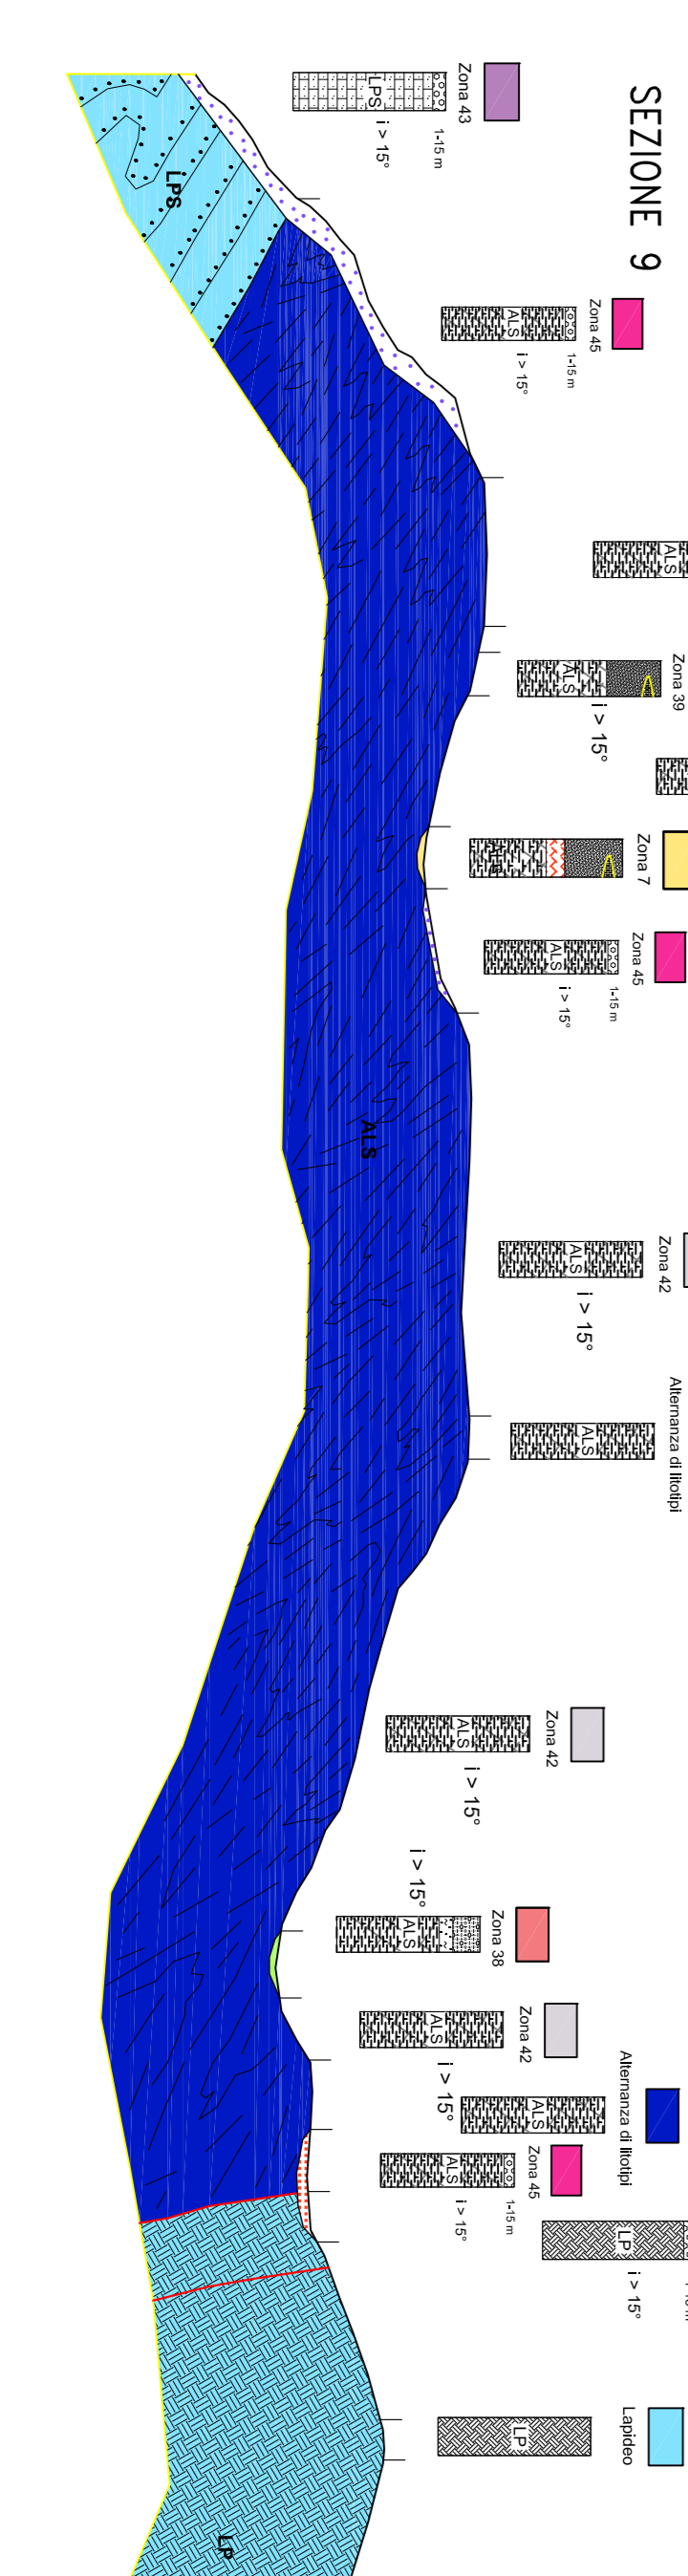 SEZIONE 9
Zona 43
LPS
1-15 m
i > 15°
LPS
Zona 45
ALS
1-15 m
i > 15°
ALS
Zona 39
ALS
i > 15°
Zona 7
ALS
Zona 45
ALS
1-15 m
i > 15°
ALS
Zona 42
ALS
i > 15°
Alternanza di litotipi
ALS
Zona 42
ALS
i > 15°
Zona 38
ALS
i > 15°
Zona 42
ALS
i > 15°
Alternanza di litotipi
ALS
Zona 45
ALS
1-15 m
i > 15°
LP
i > 15°
Lapideo
LP
LP